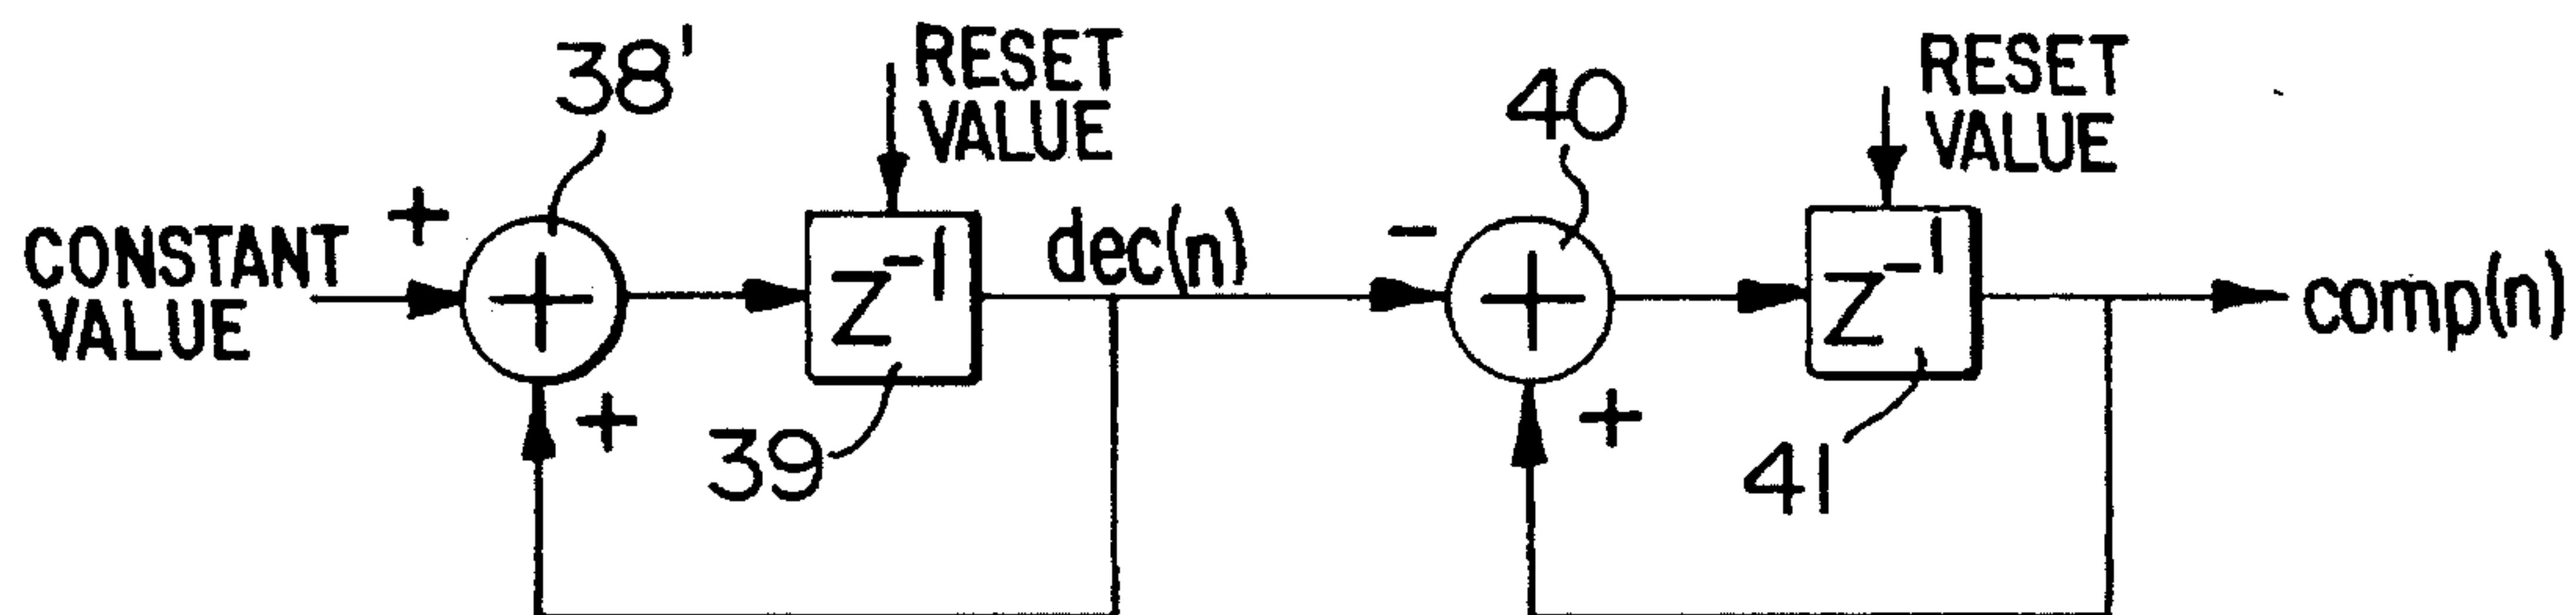 38'
RESET
VALUE
40
RESET
VALUE
+
CONSTANT
VALUE
+
Z^-1
dec(n)
-
+
Z^-1
comp(n)
+
39
+
41